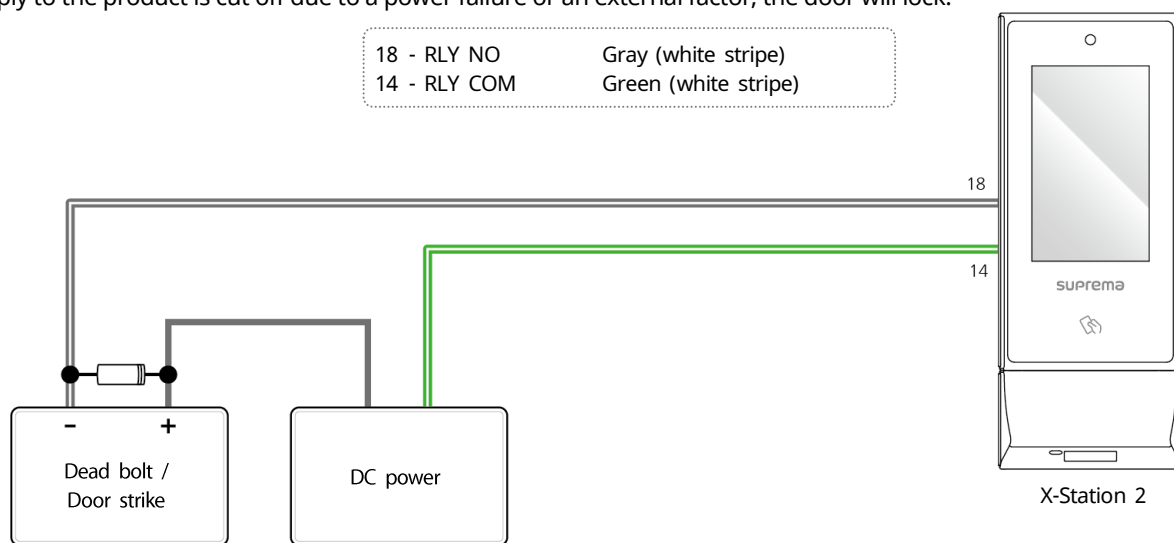 ply to the product is cut off due to a power failure or an external factor, the door will lock.
18 - RLY NO Gray (white stripe)
14 - RLY COM Green (white stripe)
18
14
suprema
- +
Dead bolt /
Door strike
DC power
X-Station 2